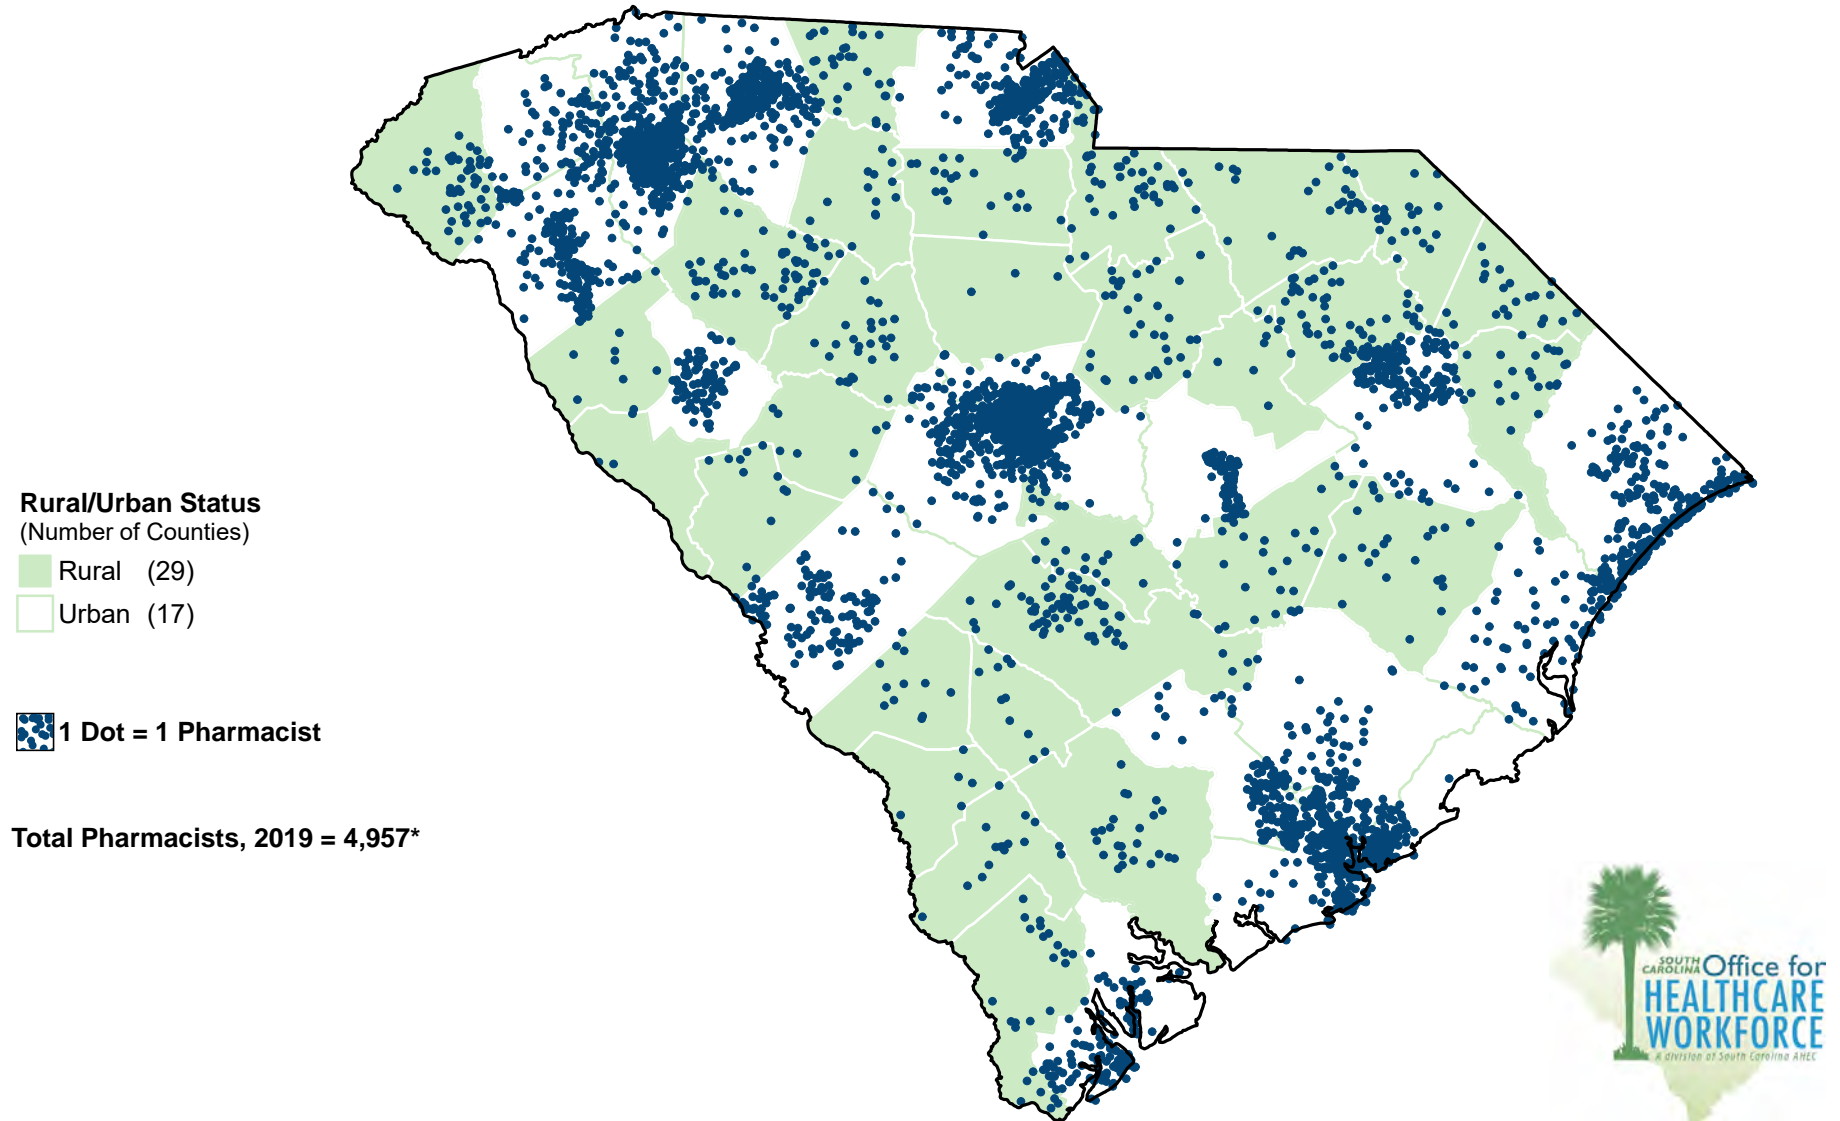 Rural/Urban Status
(Number of Counties)
Rural (29)
Urban (17)
1 Dot = 1 Pharmacist
Total Pharmacists, 2019 = 4,957*
SOUTH CAROLINA Office for
HEALTHCARE
WORKFORCE
A division of South Carolina AHEC